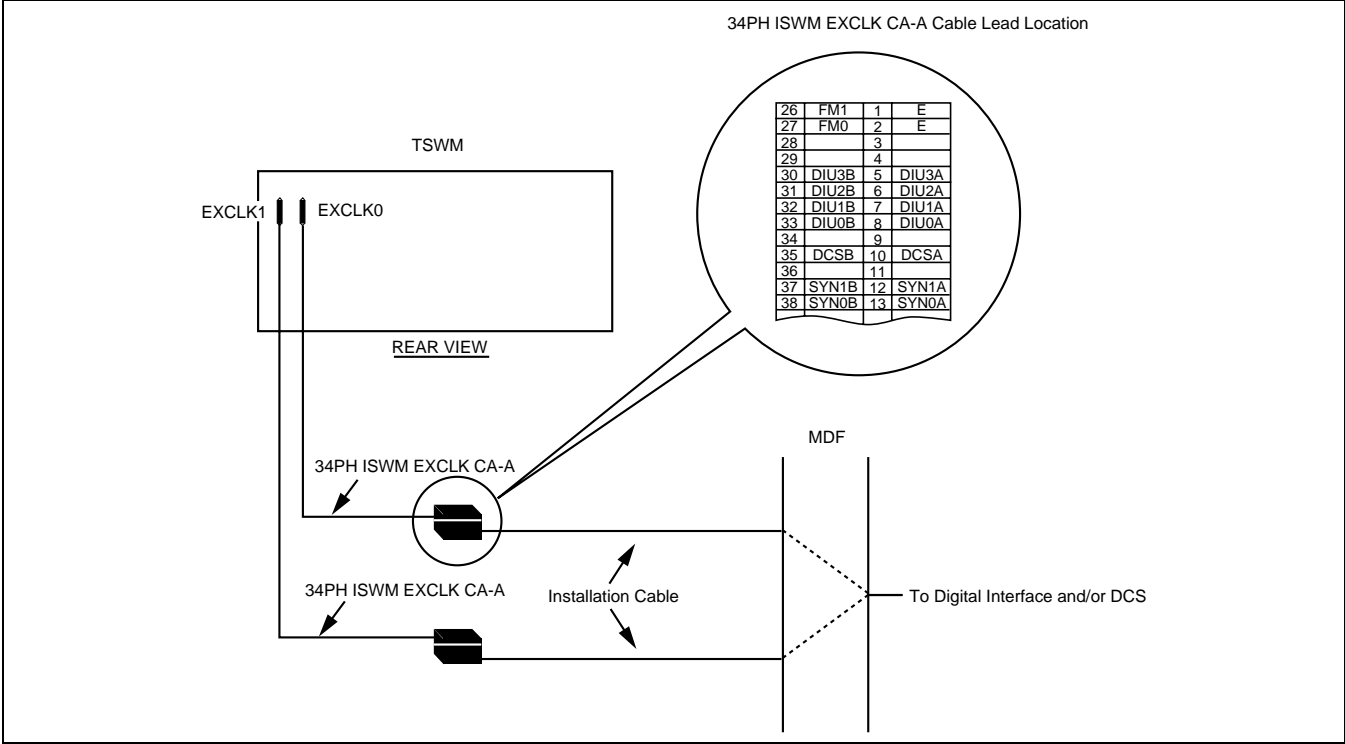 34PH ISWM EXCLK CA-A Cable Lead Location
26 FM1 1 E
27 FM0 2 E
28 3
29 4
30 DIU3B 5 DIU3A
31 DIU2B 6 DIU2A
32 DIU1B 7 DIU1A
33 DIU0B 8 DIU0A
34 9
35 DCSB 10 DCSA
36 11
37 SYN1B 12 SYN1A
38 SYN0B 13 SYN0A
TSWM
EXCLK1 EXCLK0
REAR VIEW
MDF
34PH ISWM EXCLK CA-A
34PH ISWM EXCLK CA-A
Installation Cable
To Digital Interface and/or DCS